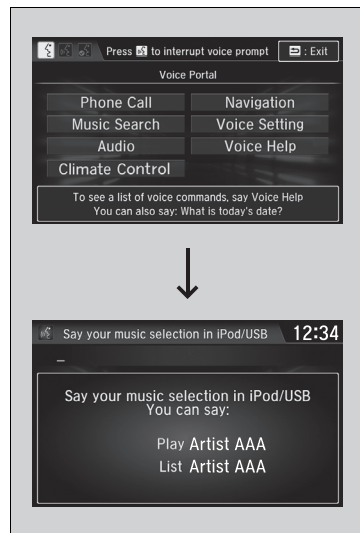 Press to interrupt voice prompt : Exit
Voice Portal
Phone Call Navigation
Music Search Voice Setting
Audio Voice Help
Climate Control
To see a list of voice commands, say Voice Help
You can also say: What is today's date?
Say your music selection in iPod/USB 12:34
Say your music selection in iPod/USB
You can say:
Play Artist AAA
List Artist AAA